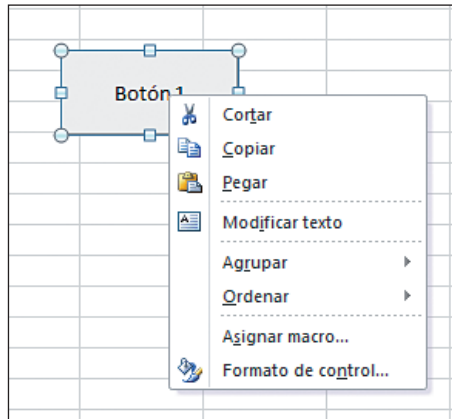 Botón 1
Cortar
Copiar
Pegar
Modificar texto
Agrupar
Ordenar
Asignar macro...
Formato de control...